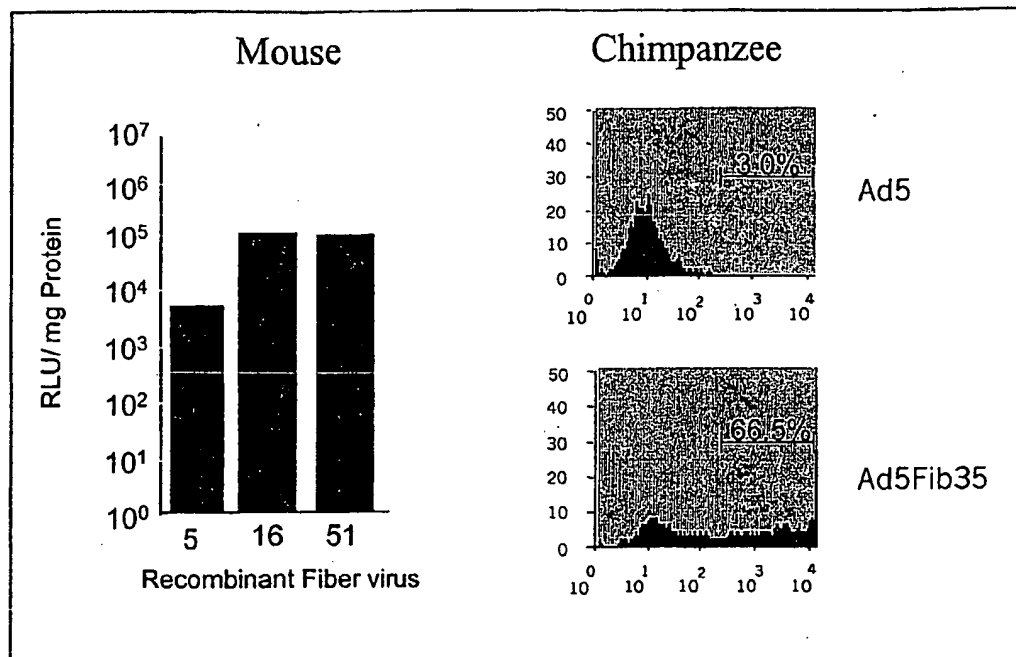 Mouse
RLU/ mg Protein
10⁷
10⁶
10⁵
10⁴
10³
10²
10¹
10⁰
5 16 51
Recombinant Fiber virus
Chimpanzee
50
40
30
20
10
0
3.0%
10⁰ 10¹ 10² 10³ 10⁴
Ad5
50
40
30
20
10
0
66.5%
10⁰ 10¹ 10² 10³ 10⁴
Ad5Fib35